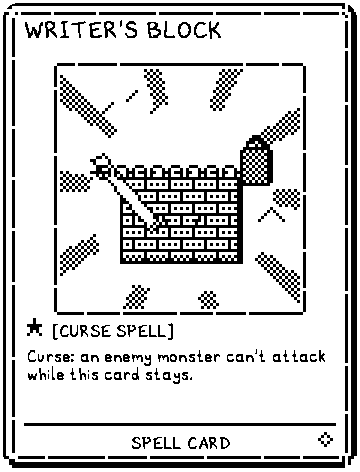 WRITER'S BLOCK
[CURSE SPELL]
Curse: an enemy monster can't attack
while this card stays.
SPELL CARD